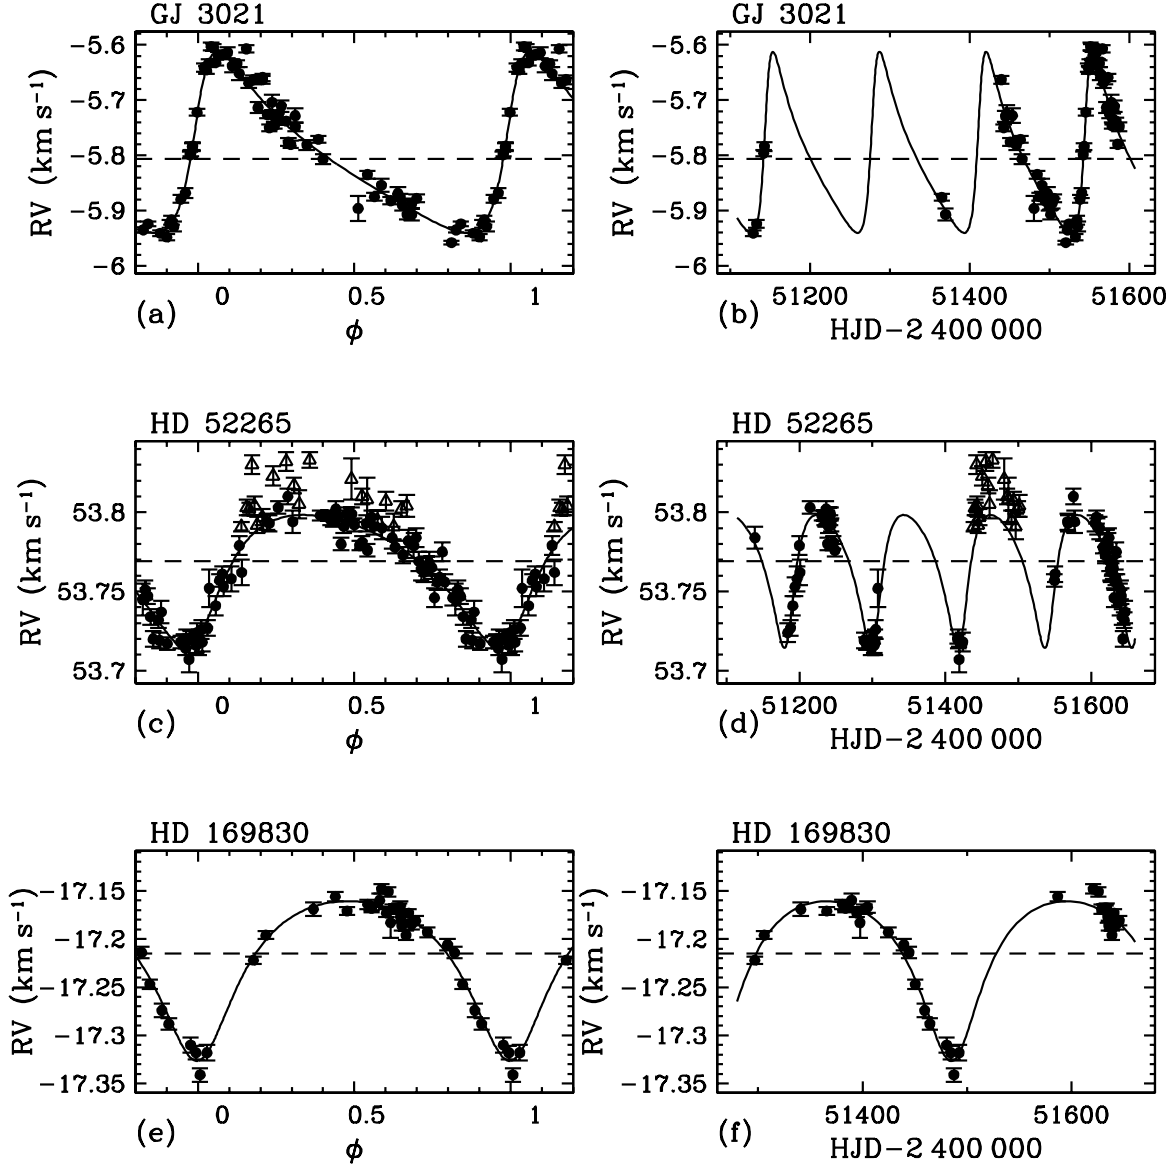 GJ 3021
GJ 3021
RV (km s⁻¹)
−5.6
−5.7
−5.8
−5.9
−6
0
0.5
1
(a)
ϕ
RV (km s⁻¹)
−5.6
−5.7
−5.8
−5.9
−6
51200
51400
51600
(b)
HJD−2 400 000
HD 52265
HD 52265
RV (km s⁻¹)
53.8
53.75
53.7
0
0.5
1
(c)
ϕ
RV (km s⁻¹)
53.8
53.75
53.7
51200
51400
51600
(d)
HJD−2 400 000
HD 169830
HD 169830
RV (km s⁻¹)
−17.15
−17.2
−17.25
−17.3
−17.35
0
0.5
1
(e)
ϕ
RV (km s⁻¹)
−17.15
−17.2
−17.25
−17.3
−17.35
51400
51600
(f)
HJD−2 400 000